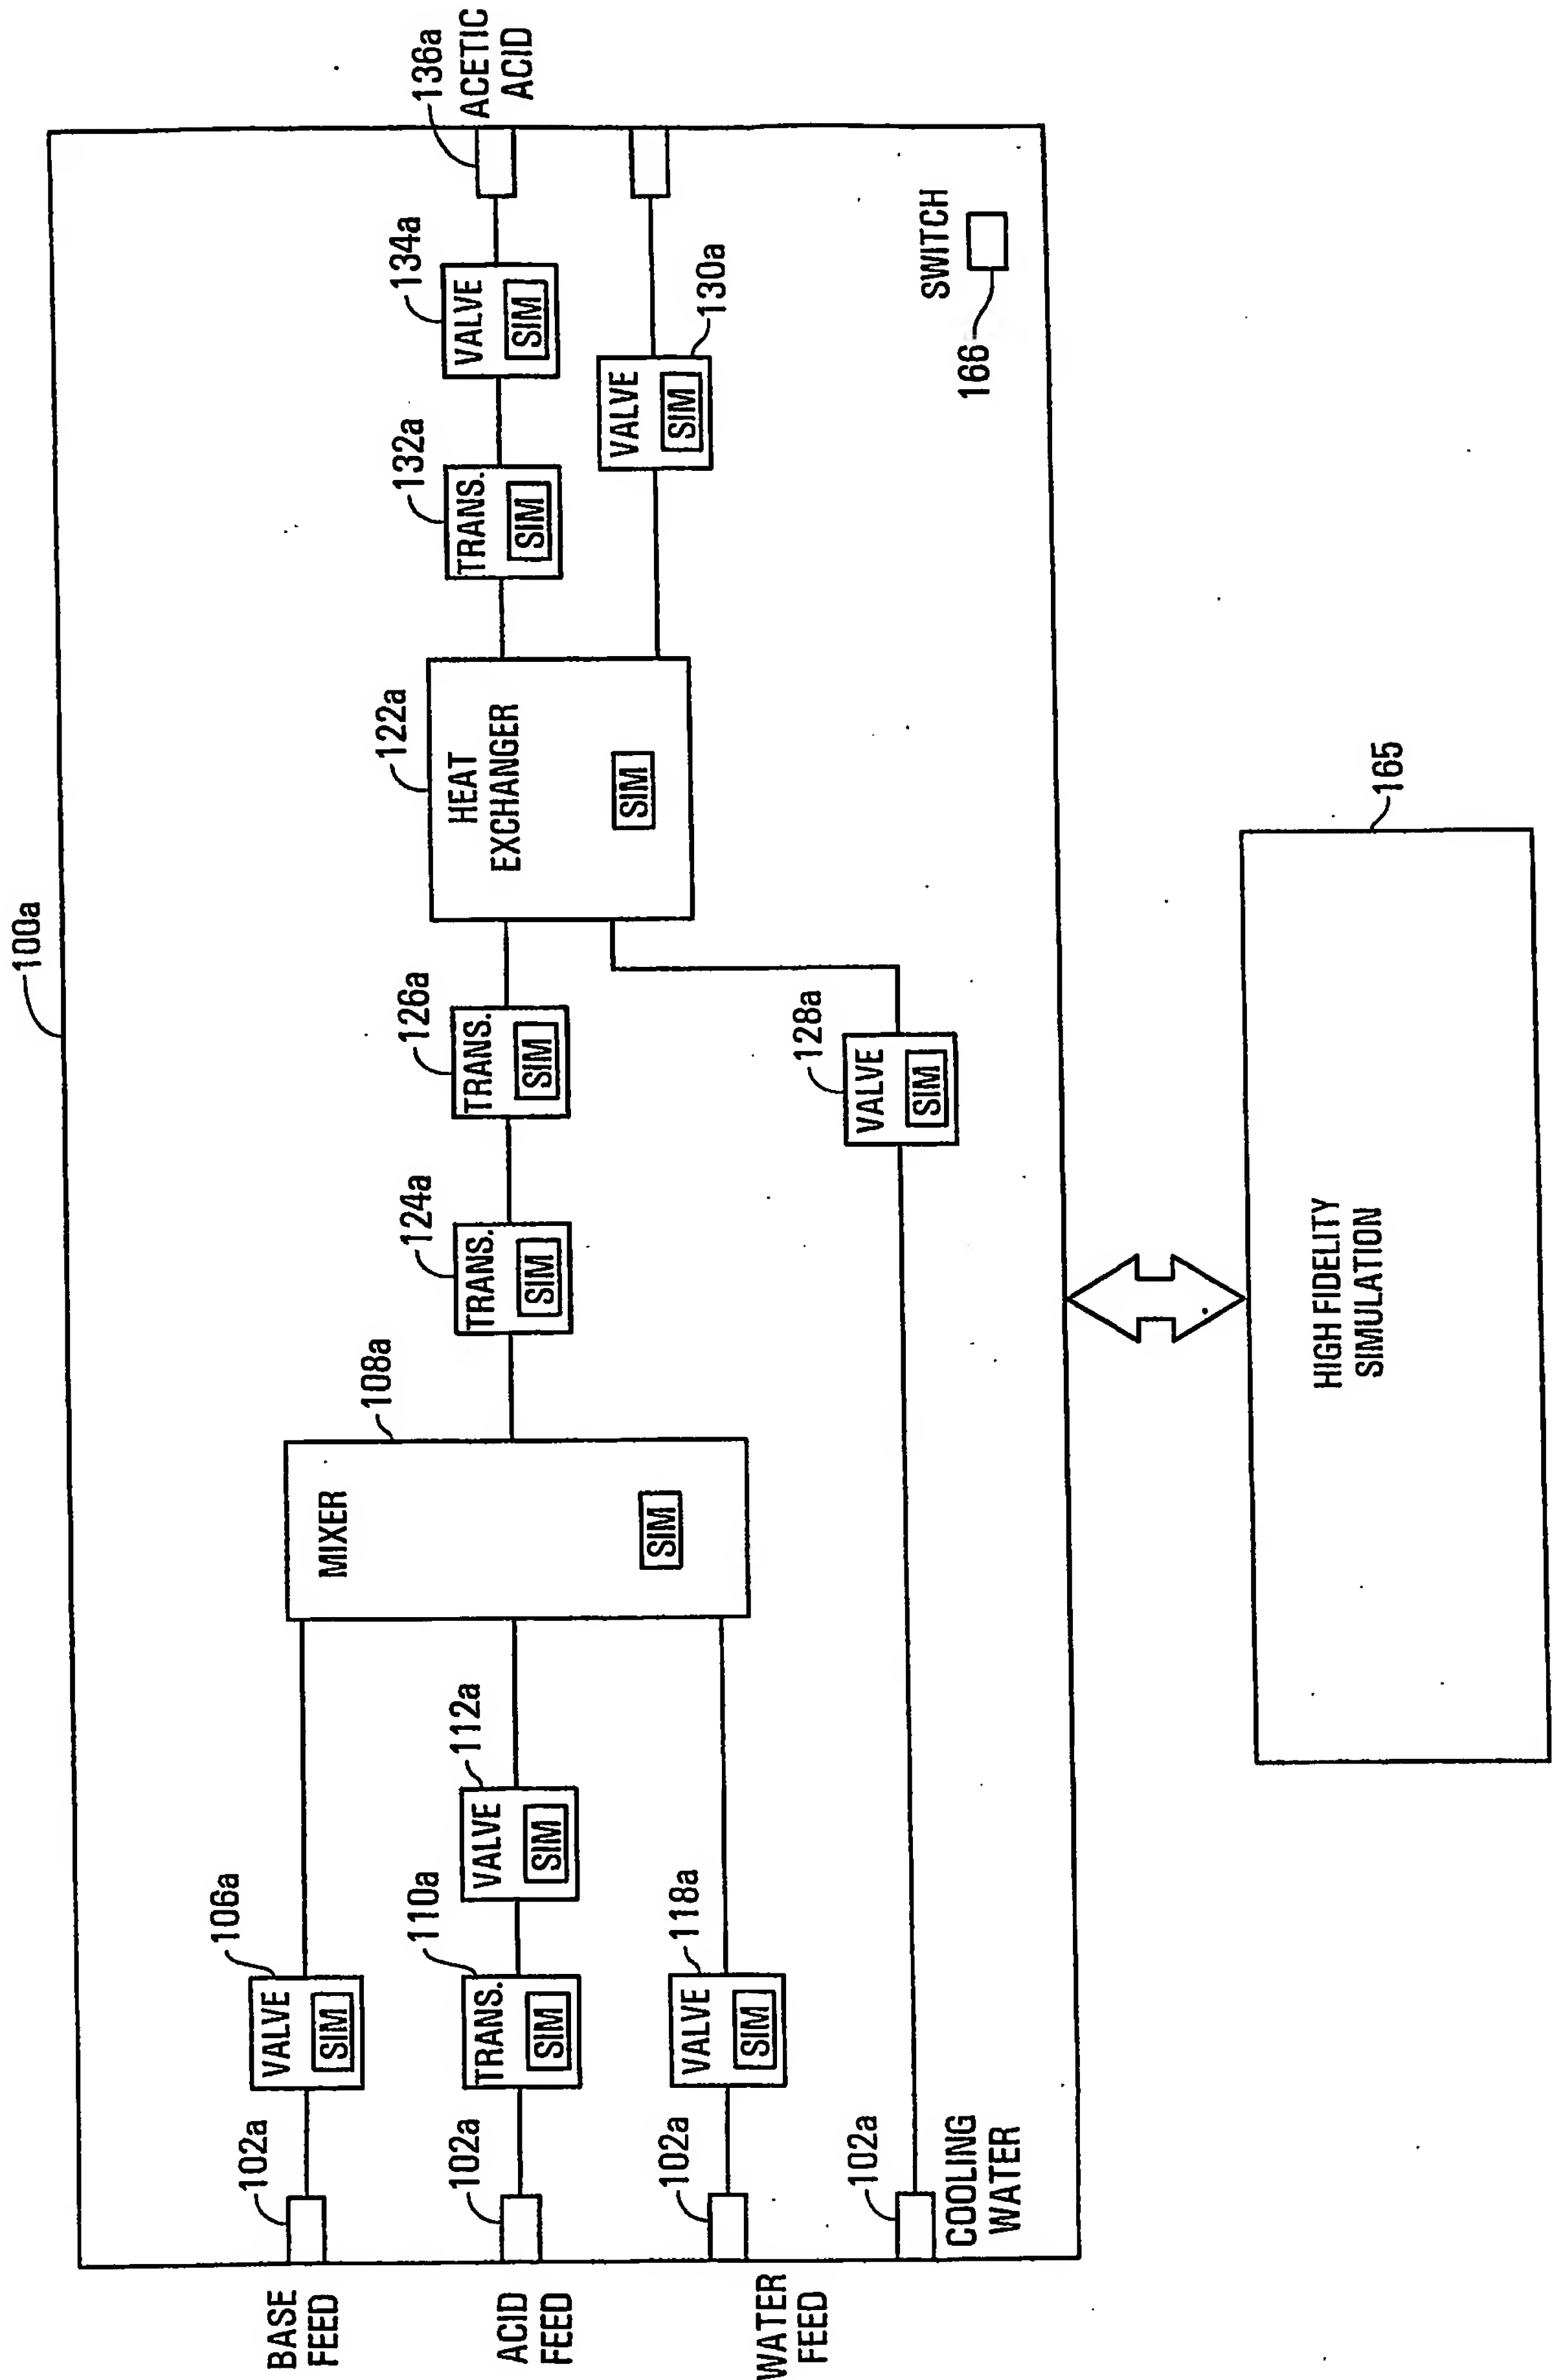 100a
BASE
FEED
102a
VALVE
SIM
106a
ACID
FEED
102a
TRANS.
SIM
110a
VALVE
SIM
112a
WATER
FEED
102a
VALVE
SIM
118a
COOLING
WATER
102a
MIXER
SIM
108a
TRANS.
SIM
124a
TRANS.
SIM
126a
VALVE
SIM
128a
HEAT
EXCHANGER
SIM
122a
TRANS.
SIM
132a
VALVE
SIM
134a
136a
ACETIC
ACID
VALVE
SIM
130a
SWITCH
166
HIGH FIDELITY
SIMULATION
165